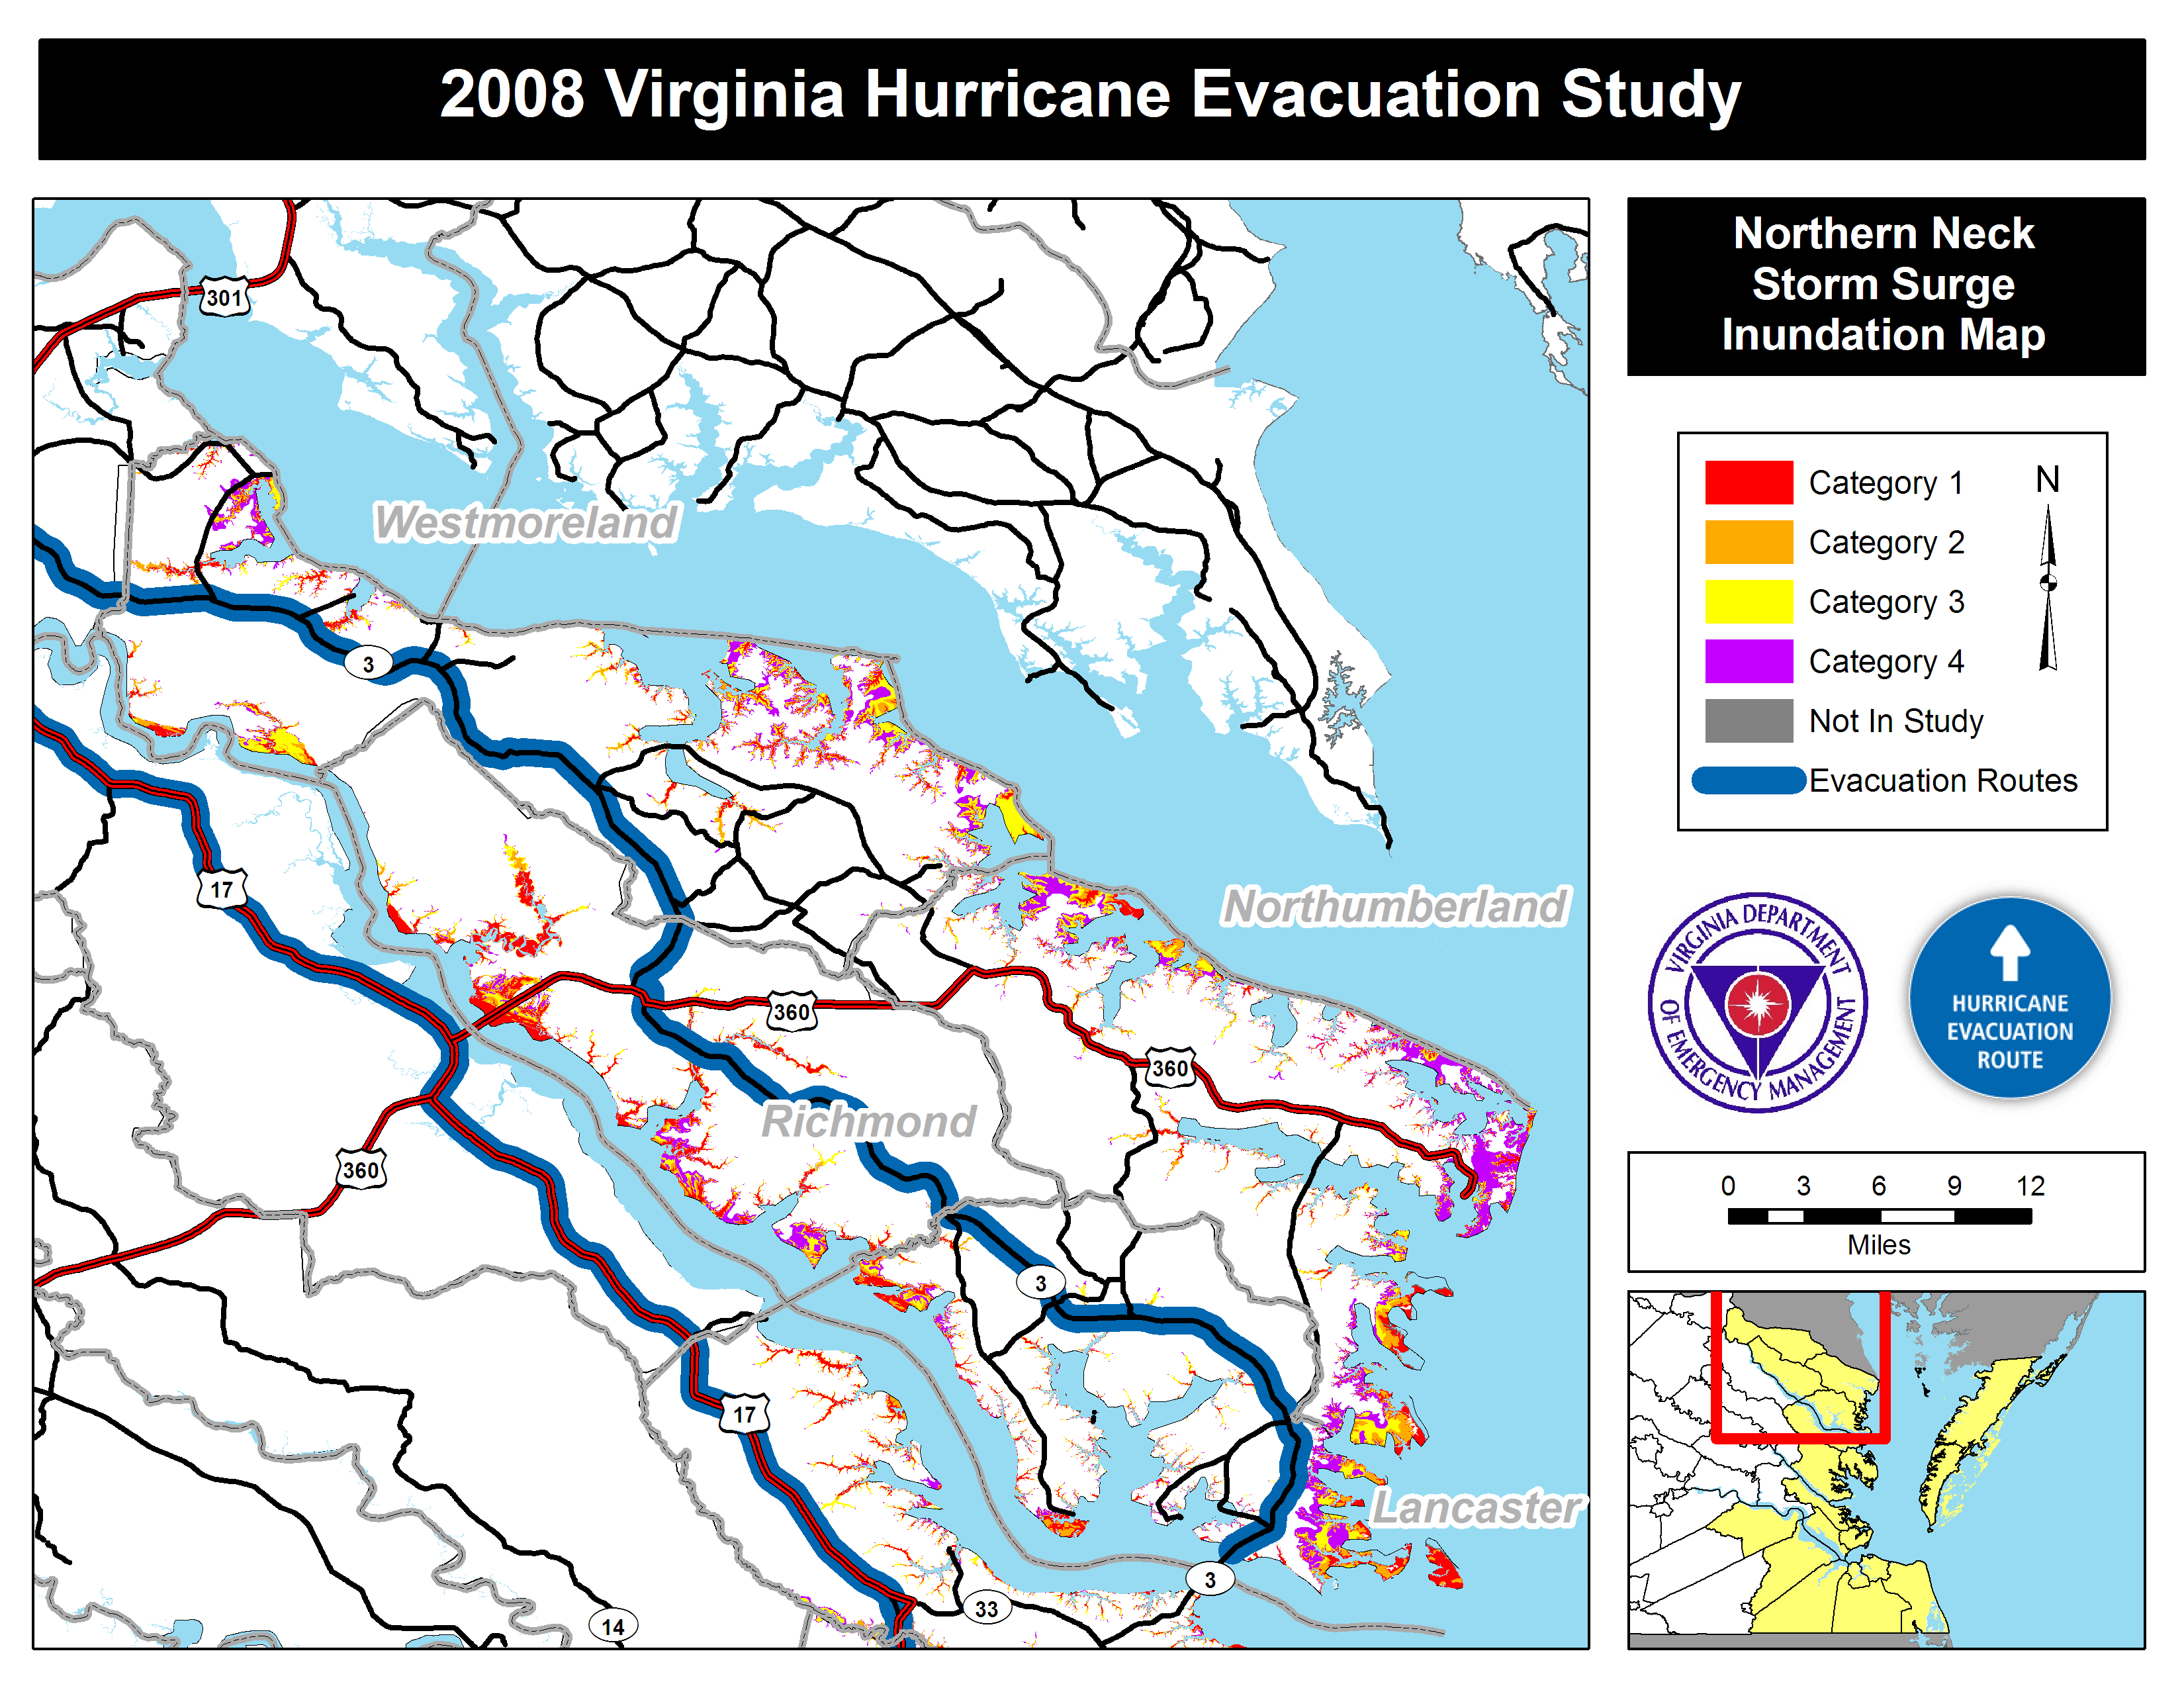 2008 Virginia Hurricane Evacuation Study
Northern Neck
Storm Surge
Inundation Map
Category 1
Category 2
Category 3
Category 4
Not In Study
Evacuation Routes
N
301
Westmoreland
3
17
Northumberland
360
360
Richmond
360
3
17
Lancaster
3
33
14
VIRGINIA DEPARTMENT
OF EMERGENCY MANAGEMENT
HURRICANE
EVACUATION
ROUTE
0 3 6 9 12
Miles